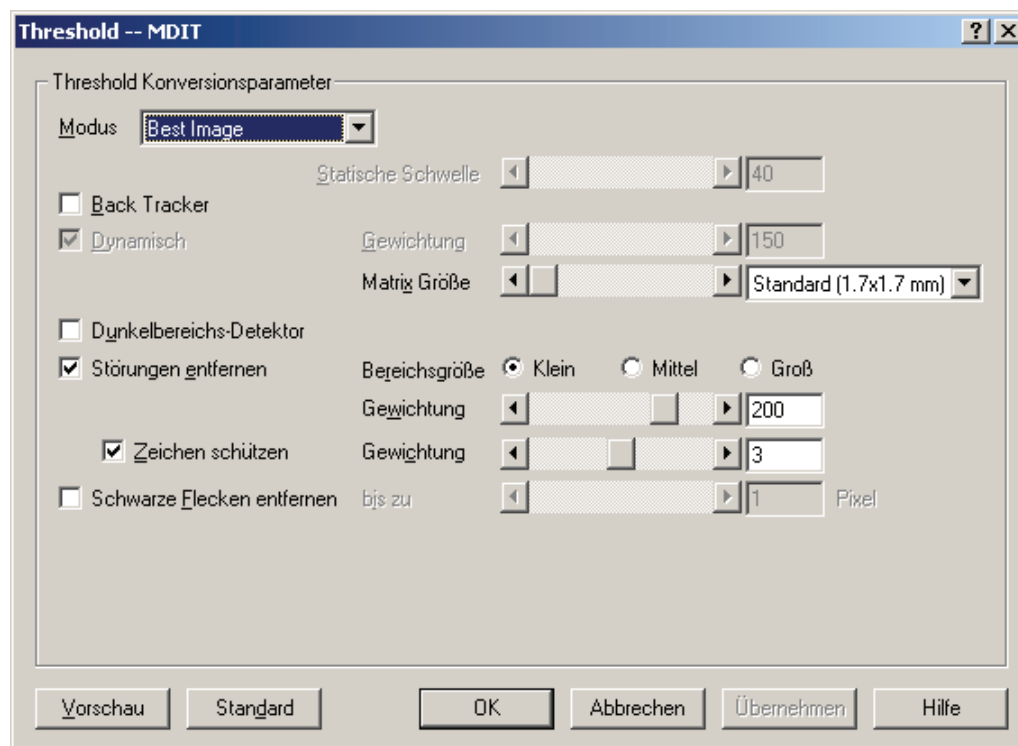 Threshold -- MDIT
Threshold Konversionsparameter
Modus Best Image
Statische Schwelle 40
Back Tracker
Dynamisch Gewichtung 150
Matrix Größe Standard (1.7x1.7 mm)
Dunkelbereichs-Detektor
Störungen entfernen Bereichsgröße Klein Mittel Groß
Gewichtung 200
Zeichen schützen Gewichtung 3
Schwarze Flecken entfernen bis zu 1 Pixel
Vorschau Standard OK Abbrechen Übernehmen Hilfe